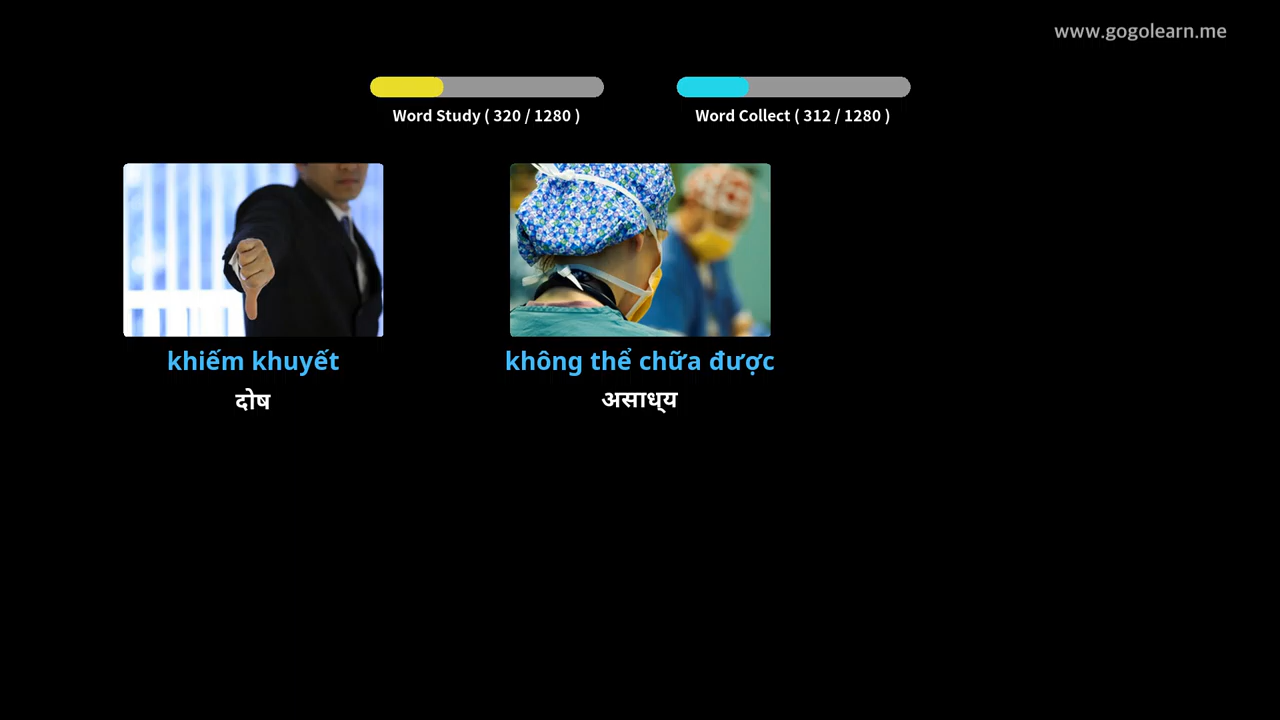 www.gogolearn.me
Word Study ( 320 / 1280 )
Word Collect ( 312 / 1280 )
khiếm khuyết
दोष
không thể chữa được
असाध्य